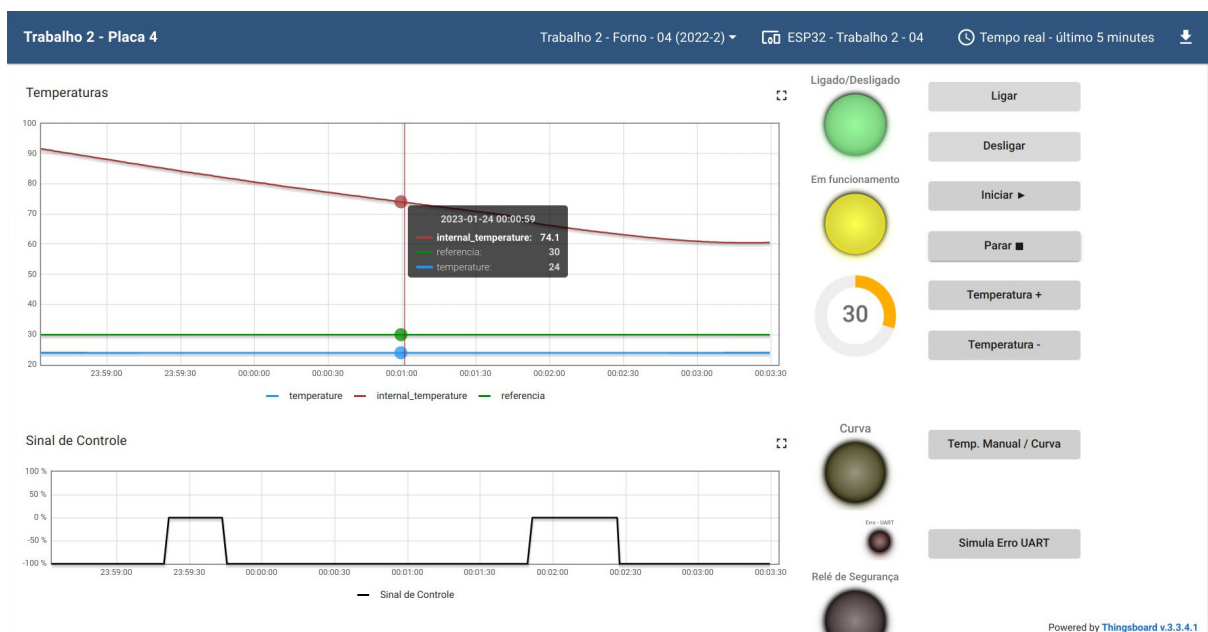 Trabalho 2 - Placa 4
Trabalho 2 - Forno - 04 (2022-2)
ESP32 - Trabalho 2 - 04
Tempo real - último 5 minutes
Temperaturas
100
90
80
70
60
50
40
30
20
2023-01-24 00:00:59
internal_temperature: 74.1
referencia: 30
temperature: 24
23:59:00 23:59:30 00:00:00 00:00:30 00:01:00 00:01:30 00:02:00 00:02:30 00:03:00 00:03:30
temperature internal_temperature referencia
Ligado/Desligado
Ligar
Desligar
Em funcionamento
Iniciar ►
Parar ■
30
Temperatura +
Temperatura -
Sinal de Controle
100 %
50 %
0 %
-50 %
-100 %
23:59:00 23:59:30 00:00:00 00:00:30 00:01:00 00:01:30 00:02:00 00:02:30 00:03:00 00:03:30
Sinal de Controle
Curva
Temp. Manual / Curva
Erro - UART
Simula Erro UART
Relé de Segurança
Powered by Thingsboard v.3.3.4.1